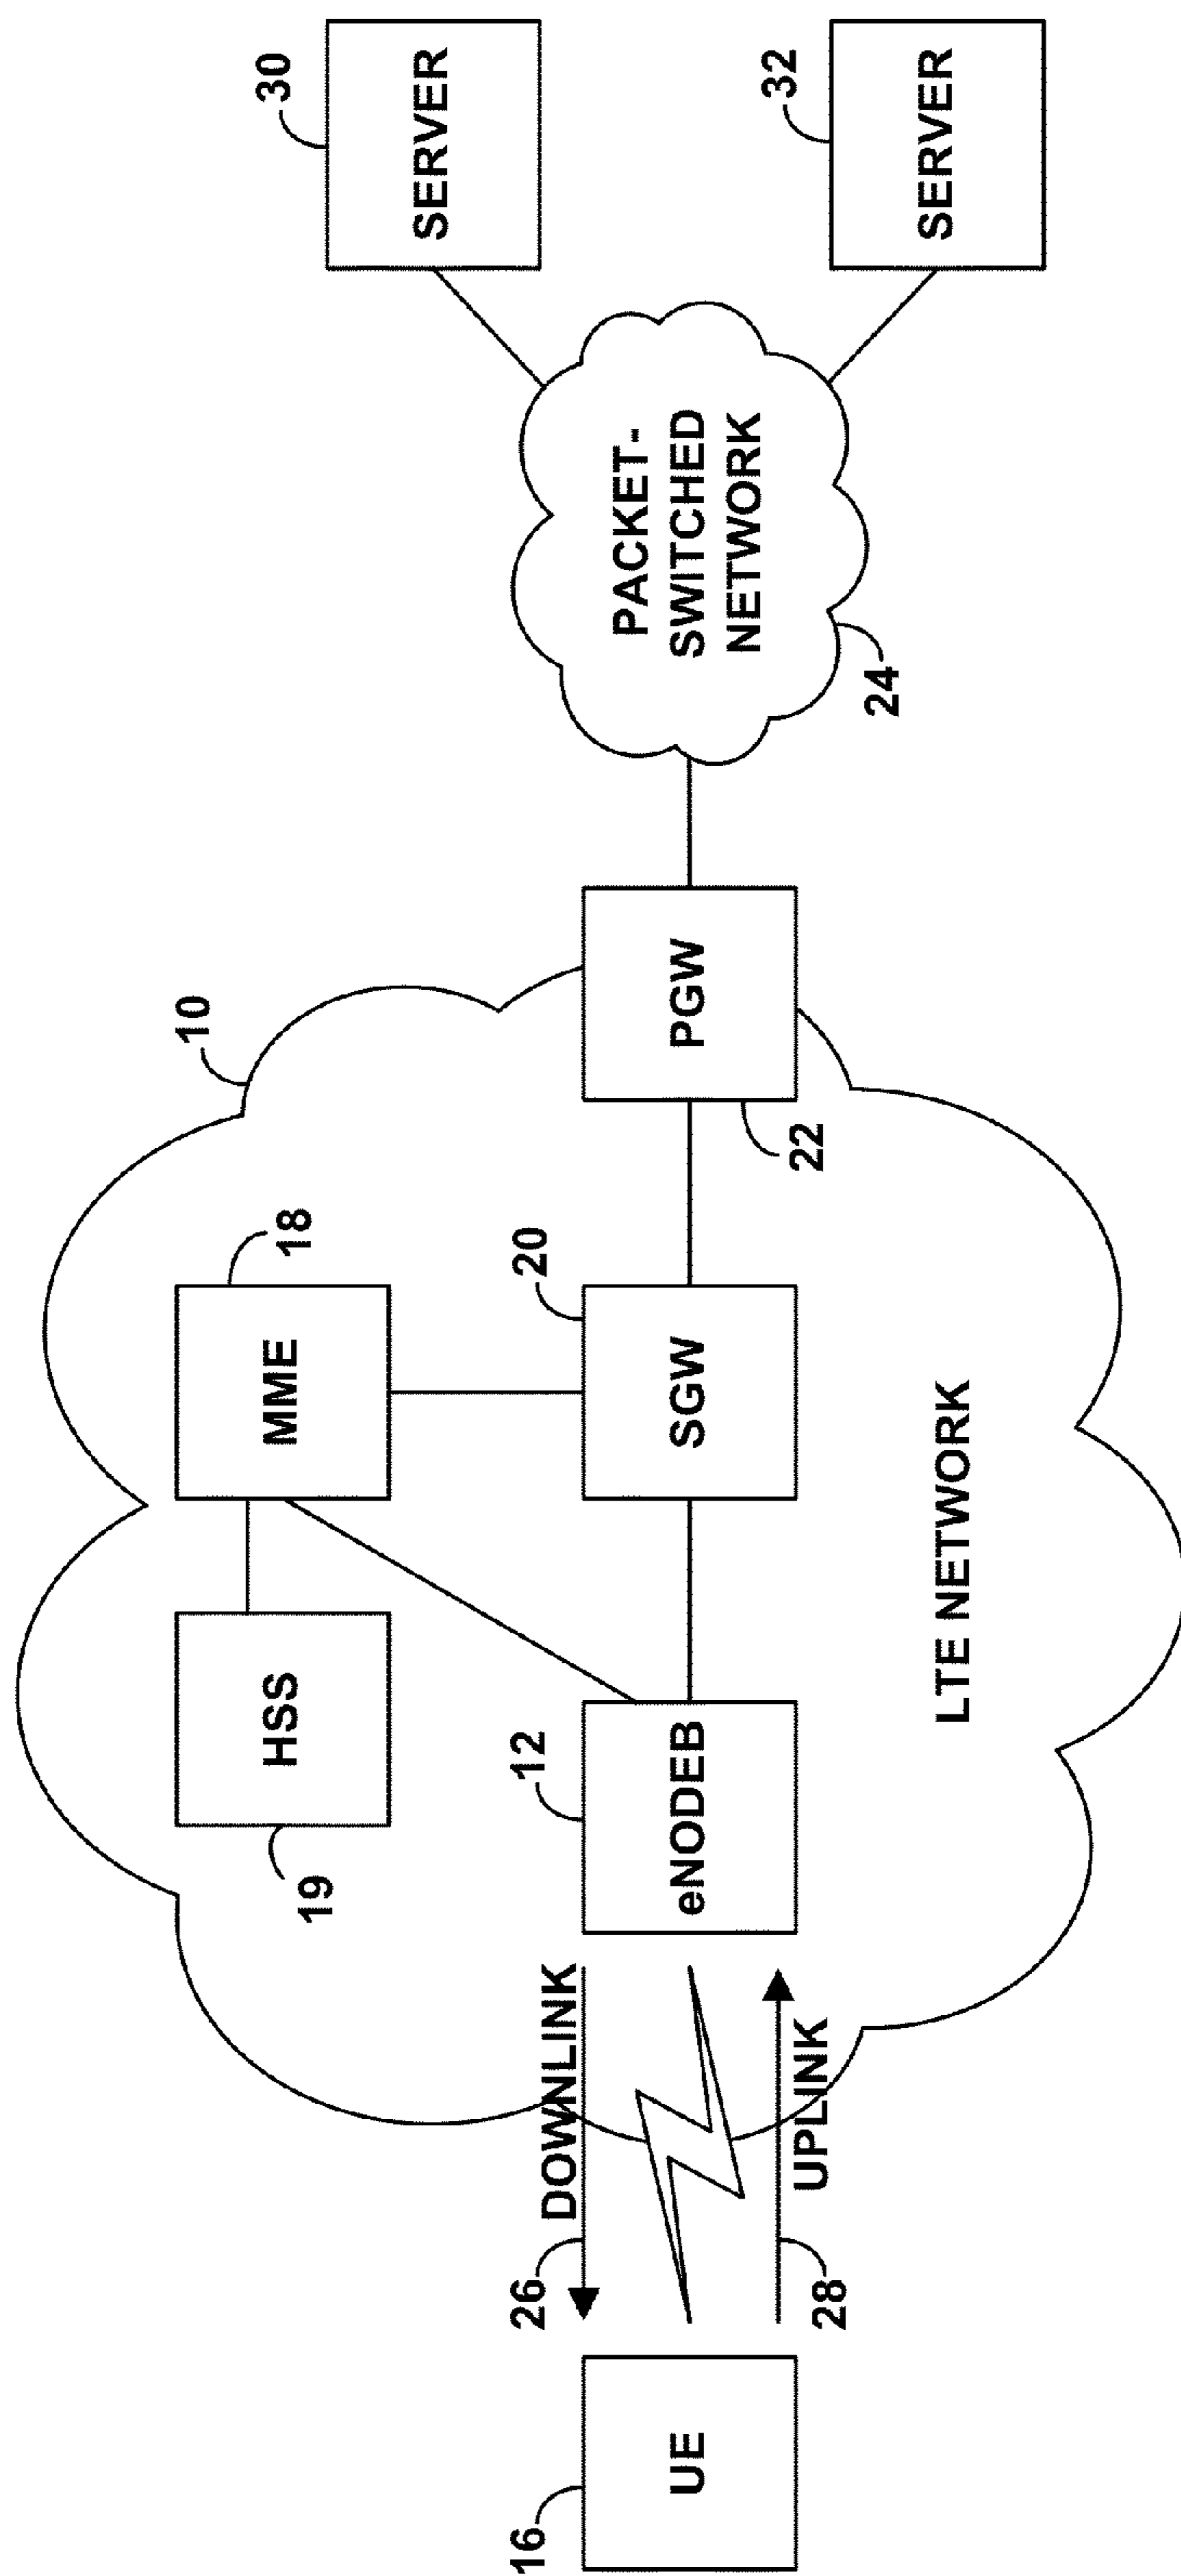 10
18
MME
19
HSS
20
SGW
12
eNODEB
22
PGW
LTE NETWORK
26
DOWNLINK
28
UPLINK
16
UE
PACKET-
SWITCHED
NETWORK
24
30
SERVER
32
SERVER